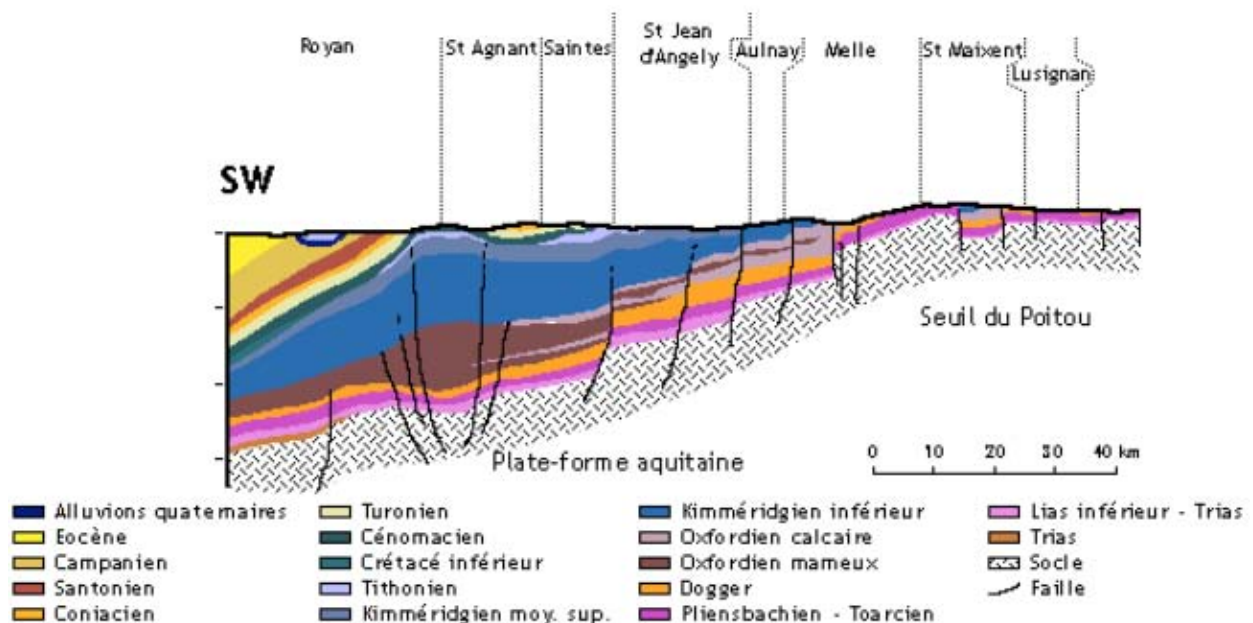 Royan
St Agnant
Saintes
St Jean
d'Angely
Aulnay
Melle
St Maixent
Lusignan
SW
Seuil du Poitou
Plate-forme aquitaine
0 10 20 30 40 km
Alluvions quaternaires
Eocène
Campanien
Santonien
Coniacien
Turonien
Cénomacien
Crétacé inférieur
Tithonien
Kimméridgien moy. sup.
Kimméridgien inférieur
Oxfordien calcaire
Oxfordien marneux
Dogger
Pliensbachien - Toarcien
Lias inférieur - Trias
Trias
Socle
Faille